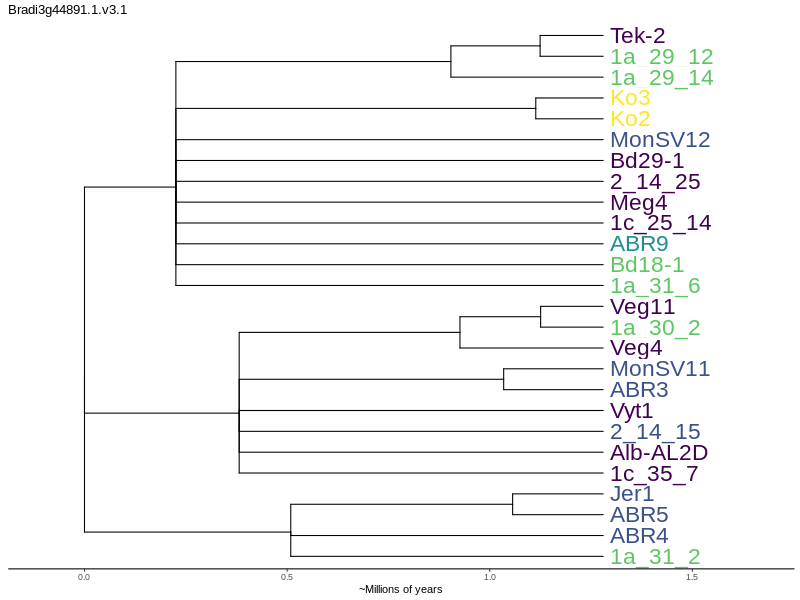 Bradi3g44891.1.v3.1
Tek-2
1a_29_12
1a_29_14
Ko3
Ko2
MonSV12
Bd29-1
2_14_25
Meg4
1c_25_14
ABR9
Bd18-1
1a_31_6
Veg11
1a_30_2
Veg4
MonSV11
ABR3
Vyt1
2_14_15
Alb-AL2D
1c_35_7
Jer1
ABR5
ABR4
1a_31_2
0.0 0.5 1.0 1.5
~Millions of years